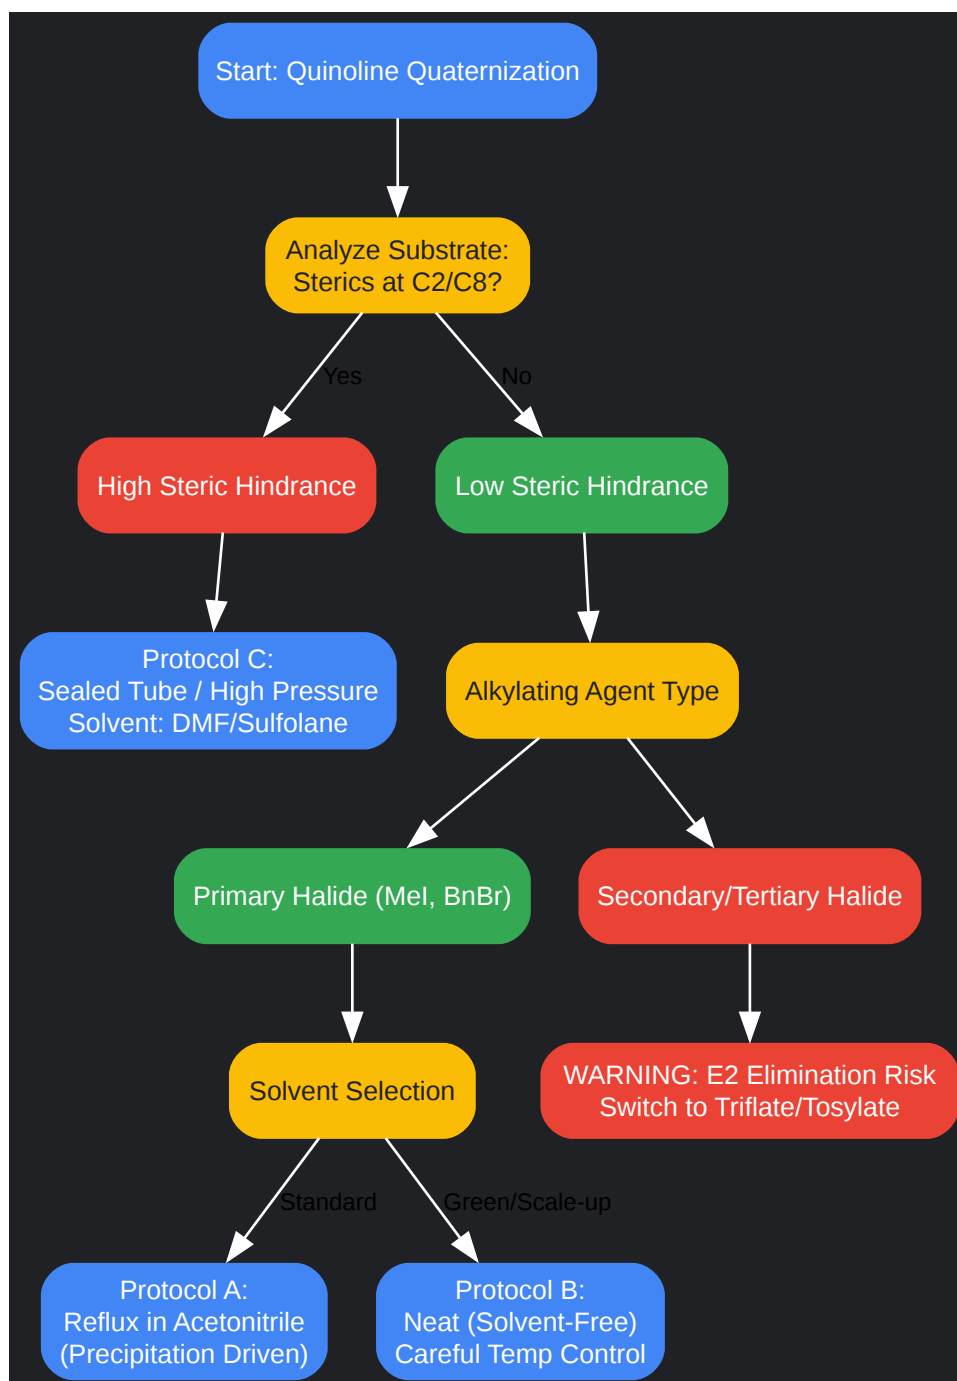 Start: Quinoline Quaternization
Analyze Substrate:
Sterics at C2/C8?
Yes
No
High Steric Hindrance
Low Steric Hindrance
Protocol C:
Sealed Tube / High Pressure
Solvent: DMF/Sulfolane
Alkylating Agent Type
Primary Halide (MeI, BnBr)
Secondary/Tertiary Halide
Solvent Selection
WARNING: E2 Elimination Risk
Switch to Triflate/Tosylate
Standard
Green/Scale-up
Protocol A:
Reflux in Acetonitrile
(Precipitation Driven)
Protocol B:
Neat (Solvent-Free)
Careful Temp Control